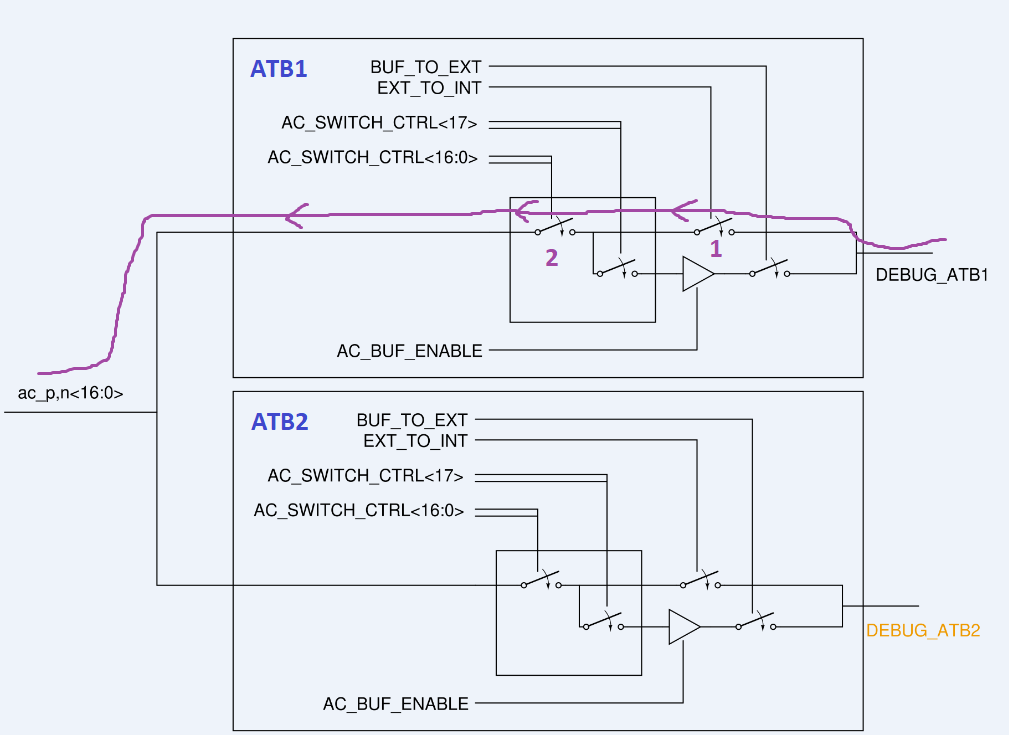 ATB1
BUF_TO_EXT
EXT_TO_INT
AC_SWITCH_CTRL<17>
AC_SWITCH_CTRL<16:0>
2
1
DEBUG_ATB1
AC_BUF_ENABLE
ac_p,n<16:0>
ATB2
BUF_TO_EXT
EXT_TO_INT
AC_SWITCH_CTRL<17>
AC_SWITCH_CTRL<16:0>
DEBUG_ATB2
AC_BUF_ENABLE